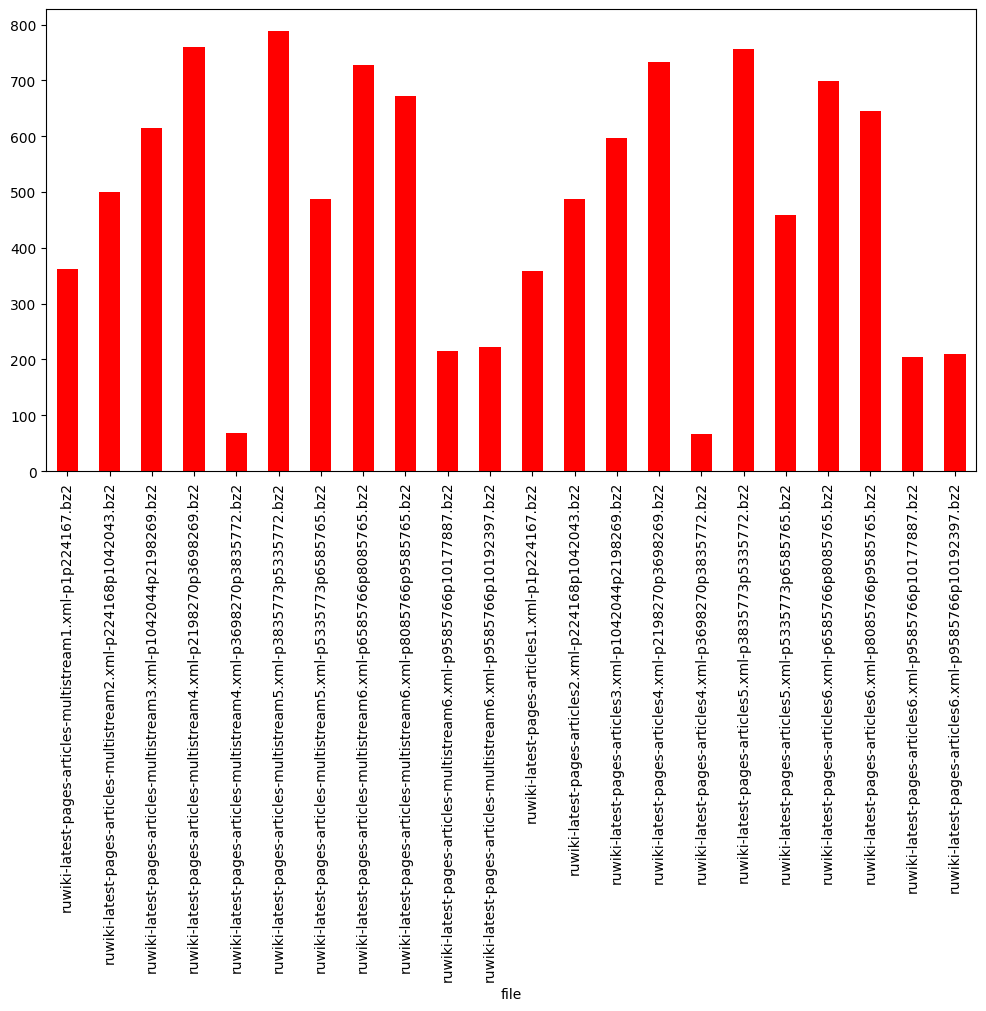 800
700
600
500
400
300
200
100
0
ruwiki-latest-pages-articles-multistream1.xml-p1p224167.bz2
ruwiki-latest-pages-articles-multistream2.xml-p224168p1042043.bz2
ruwiki-latest-pages-articles-multistream3.xml-p1042044p2198269.bz2
ruwiki-latest-pages-articles-multistream4.xml-p2198270p3698269.bz2
ruwiki-latest-pages-articles-multistream4.xml-p3698270p3835772.bz2
ruwiki-latest-pages-articles-multistream5.xml-p3835773p5335772.bz2
ruwiki-latest-pages-articles-multistream5.xml-p5335773p6585765.bz2
ruwiki-latest-pages-articles-multistream6.xml-p6585766p8085765.bz2
ruwiki-latest-pages-articles-multistream6.xml-p8085766p9585765.bz2
ruwiki-latest-pages-articles-multistream6.xml-p9585766p10177887.bz2
ruwiki-latest-pages-articles-multistream6.xml-p9585766p10192397.bz2
ruwiki-latest-pages-articles1.xml-p1p224167.bz2
ruwiki-latest-pages-articles2.xml-p224168p1042043.bz2
ruwiki-latest-pages-articles3.xml-p1042044p2198269.bz2
ruwiki-latest-pages-articles4.xml-p2198270p3698269.bz2
ruwiki-latest-pages-articles4.xml-p3698270p3835772.bz2
ruwiki-latest-pages-articles5.xml-p3835773p5335772.bz2
ruwiki-latest-pages-articles5.xml-p5335773p6585765.bz2
ruwiki-latest-pages-articles6.xml-p6585766p8085765.bz2
ruwiki-latest-pages-articles6.xml-p8085766p9585765.bz2
ruwiki-latest-pages-articles6.xml-p9585766p10177887.bz2
ruwiki-latest-pages-articles6.xml-p9585766p10192397.bz2
file